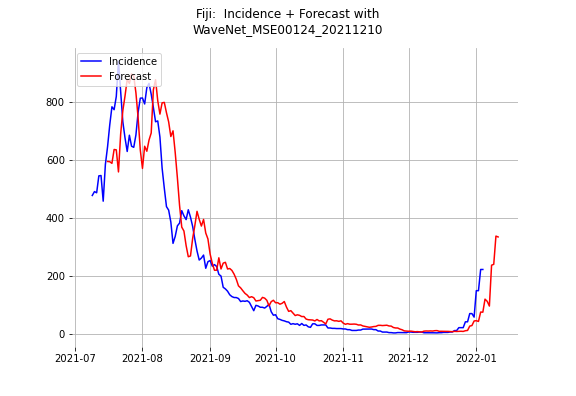 Fiji:  Incidence + Forecast with
WaveNet_MSE00124_20211210
Incidence
Forecast
800
600
400
200
0
2021-07 2021-08 2021-09 2021-10 2021-11 2021-12 2022-01